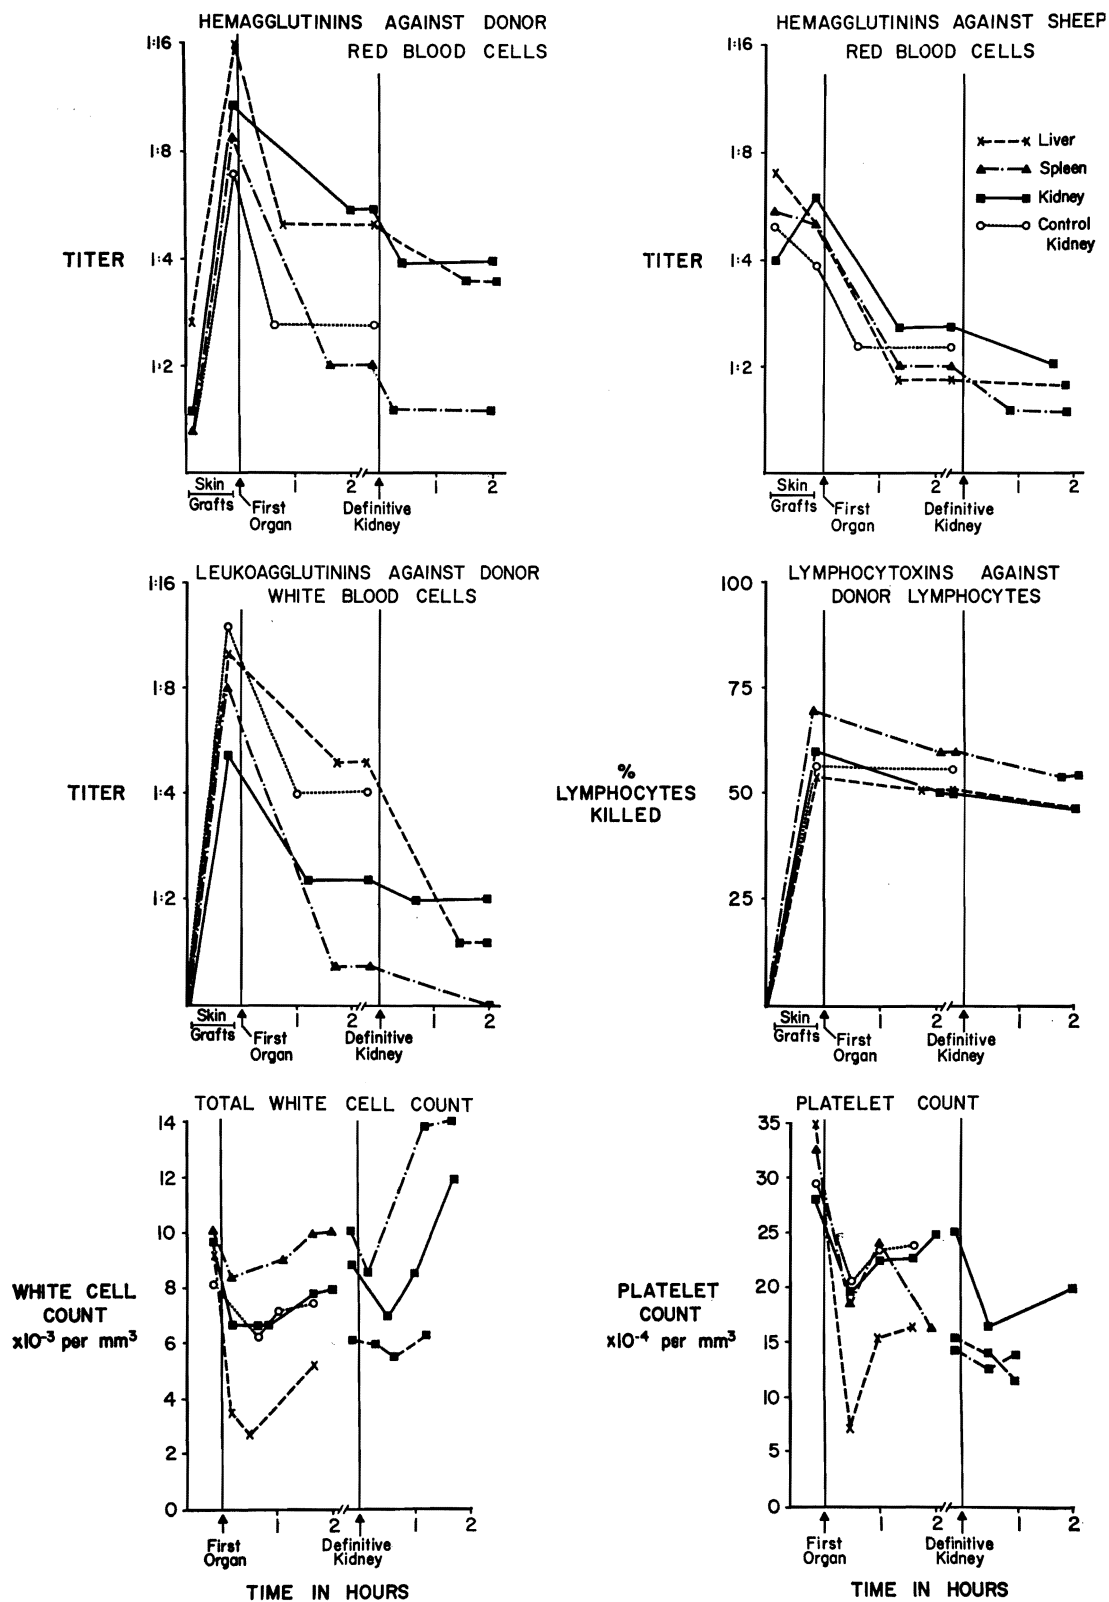 HEMAGGLUTININS AGAINST DONOR
RED BLOOD CELLS
1:16
1:8
TITER
1:4
1:2
1
2
1
2
Skin
Grafts
First
Organ
Definitive
Kidney
HEMAGGLUTININS AGAINST SHEEP
RED BLOOD CELLS
1:16
1:8
TITER
1:4
1:2
Liver
Spleen
Kidney
Control
Kidney
1
2
1
2
Skin
Grafts
First
Organ
Definitive
Kidney
LEUKOAGGLUTININS AGAINST DONOR
WHITE BLOOD CELLS
1:16
1:8
TITER
1:4
1:2
1
2
1
2
Skin
Grafts
First
Organ
Definitive
Kidney
LYMPHOCYTOXINS AGAINST
DONOR LYMPHOCYTES
100
75
%
LYMPHOCYTES
KILLED
50
25
1
2
1
2
Skin
Grafts
First
Organ
Definitive
Kidney
TOTAL WHITE CELL COUNT
14
12
10
8
6
4
2
0
WHITE CELL
COUNT
x10-3 per mm3
1
2
1
2
First
Organ
Definitive
Kidney
TIME IN HOURS
PLATELET COUNT
35
30
25
20
15
10
5
0
PLATELET
COUNT
x10-4 per mm3
1
2
1
2
First
Organ
Definitive
Kidney
TIME IN HOURS